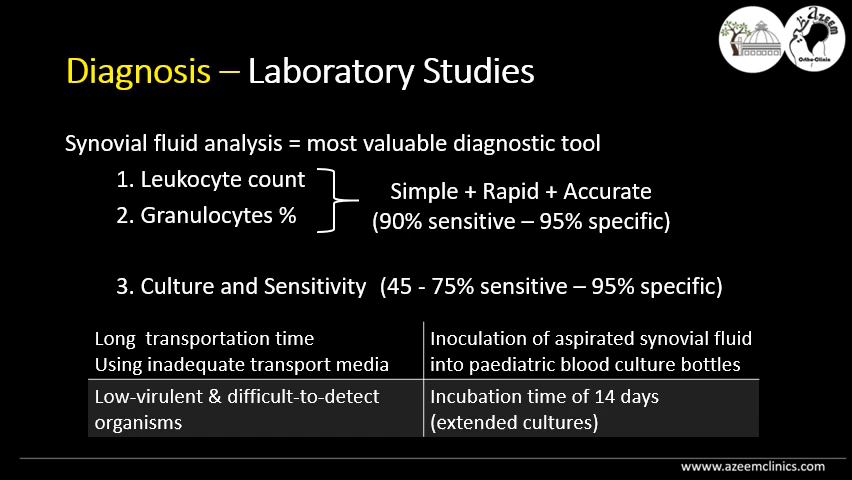 Azeem
Ortho-Clinic
Diagnosis – Laboratory Studies
Synovial fluid analysis = most valuable diagnostic tool
1. Leukocyte count
2. Granulocytes %
Simple + Rapid + Accurate
(90% sensitive – 95% specific)
3. Culture and Sensitivity (45 - 75% sensitive – 95% specific)
Long transportation time
Using inadequate transport media
Inoculation of aspirated synovial fluid
into paediatric blood culture bottles
Low-virulent & difficult-to-detect
organisms
Incubation time of 14 days
(extended cultures)
www.azeemclinics.com